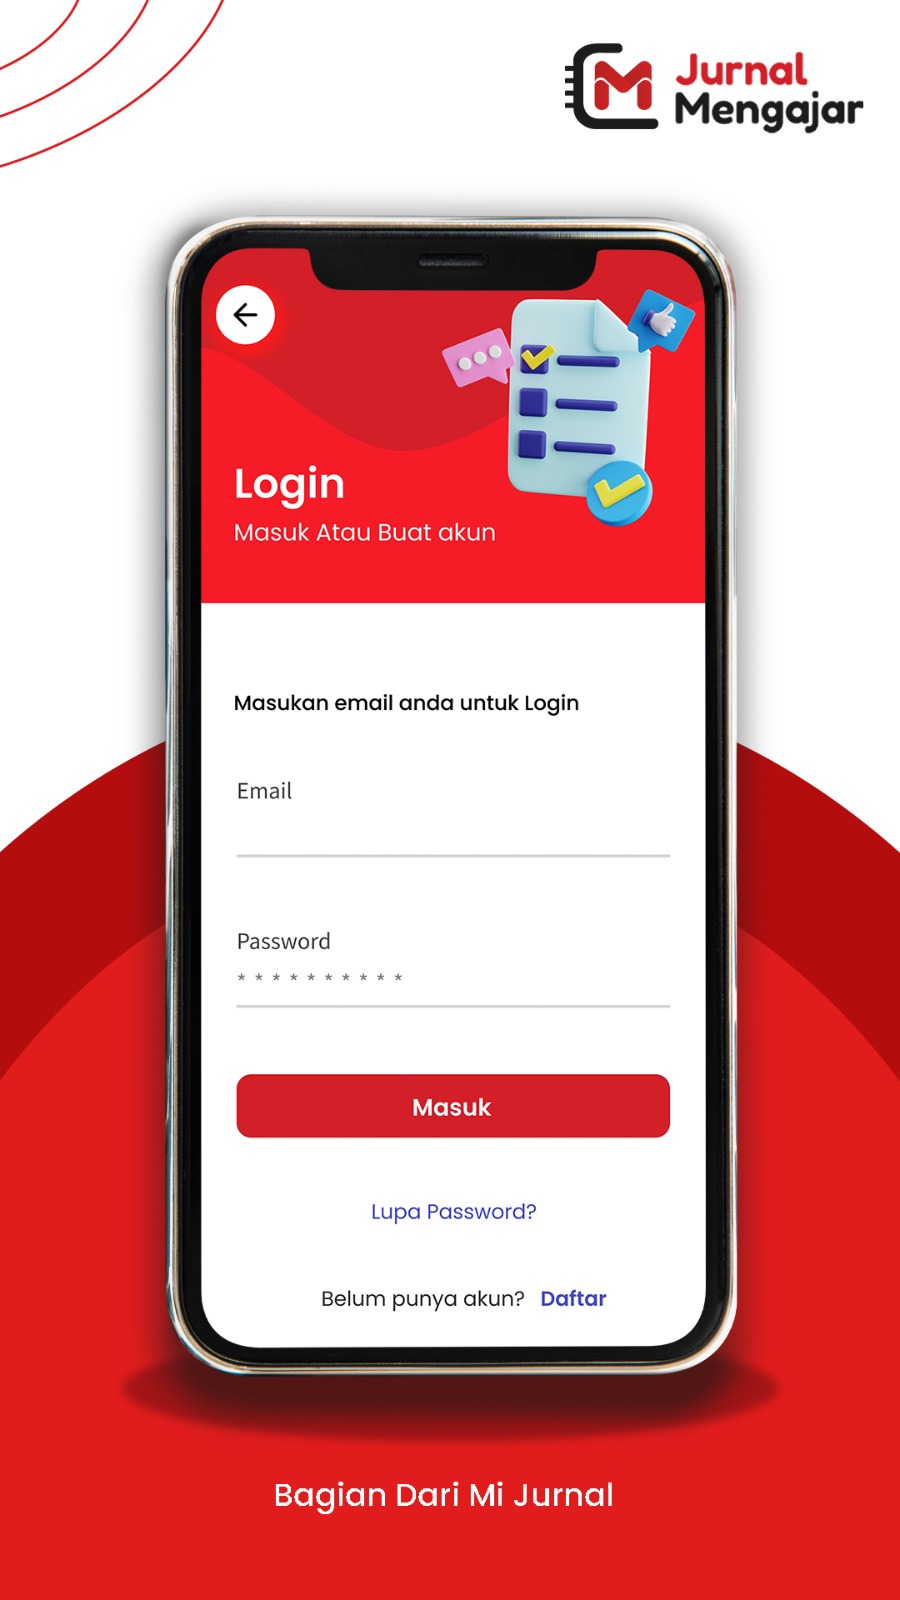 Jurnal
Mengajar
Login
Masuk Atau Buat akun
Masukan email anda untuk Login
Email
Password
* * * * * * * * * *
Masuk
Lupa Password?
Belum punya akun? Daftar
Bagian Dari Mi Jurnal